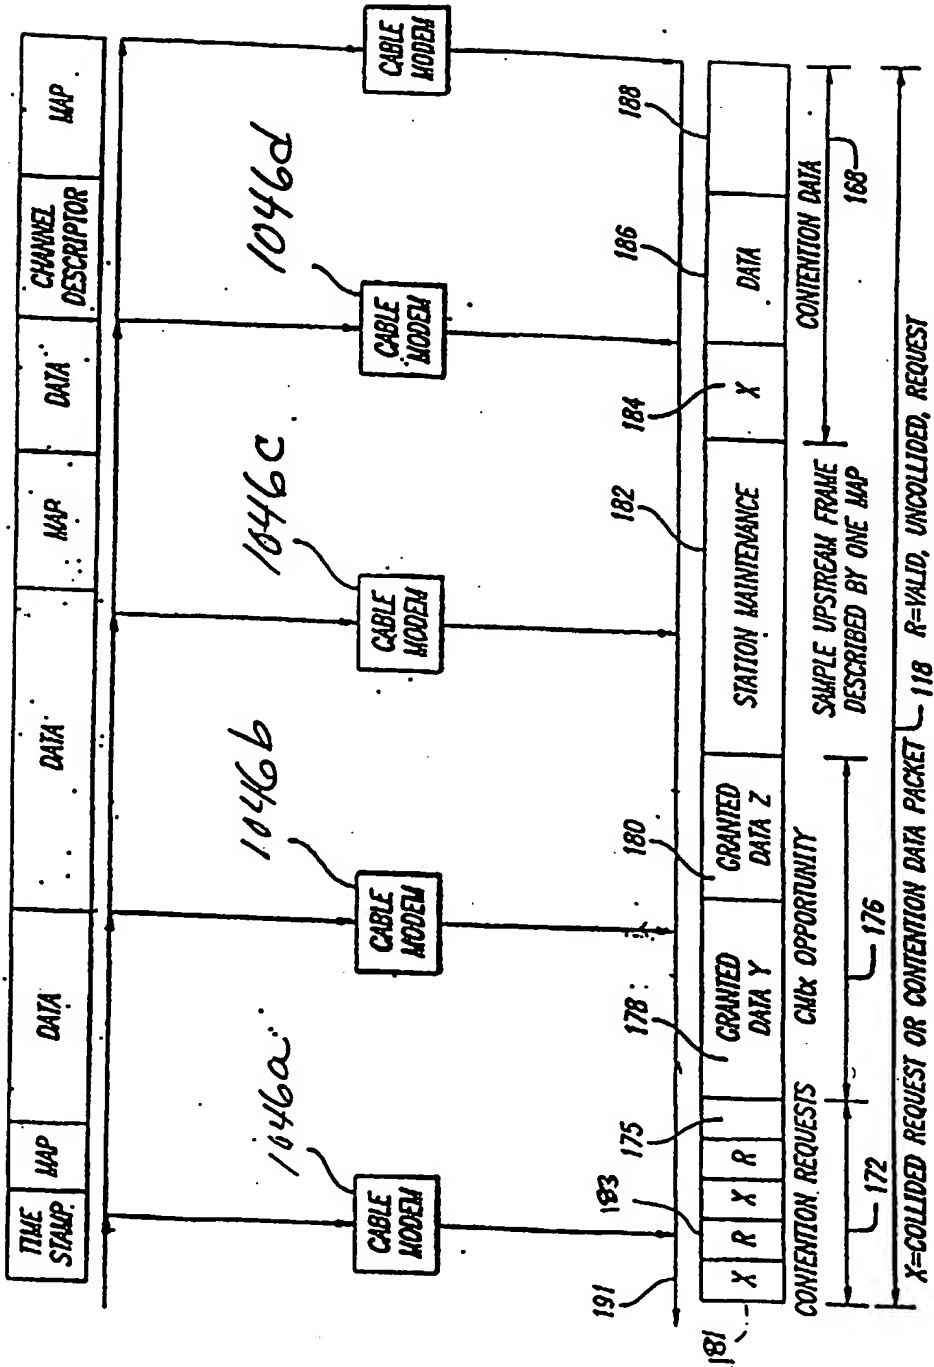 TIME
STAMP.
MAP
DATA
DATA
MAP
DATA
CHANNEL
DESCRIPTOR
MAP
1046a
1046b
1046c
1046d
CABLE
MODEM
CABLE
MODEM
CABLE
MODEM
CABLE
MODEM
CABLE
MODEM
191
183
175
178
180
182
184
186
188
181
X
R
X
R
GRANTED
DATA Y
GRANTED
DATA Z
STATION MAINTENANCE
X
DATA
CONTENTION REQUESTS
CMtx OPPORTUNITY
SAMPLE UPSTREAM FRAME
DESCRIBED BY ONE MAP
CONTENTION DATA
172
176
168
118
X=COLLIDED REQUEST OR CONTENTION DATA PACKET
R=VALID, UNCOLLIDED, REQUEST